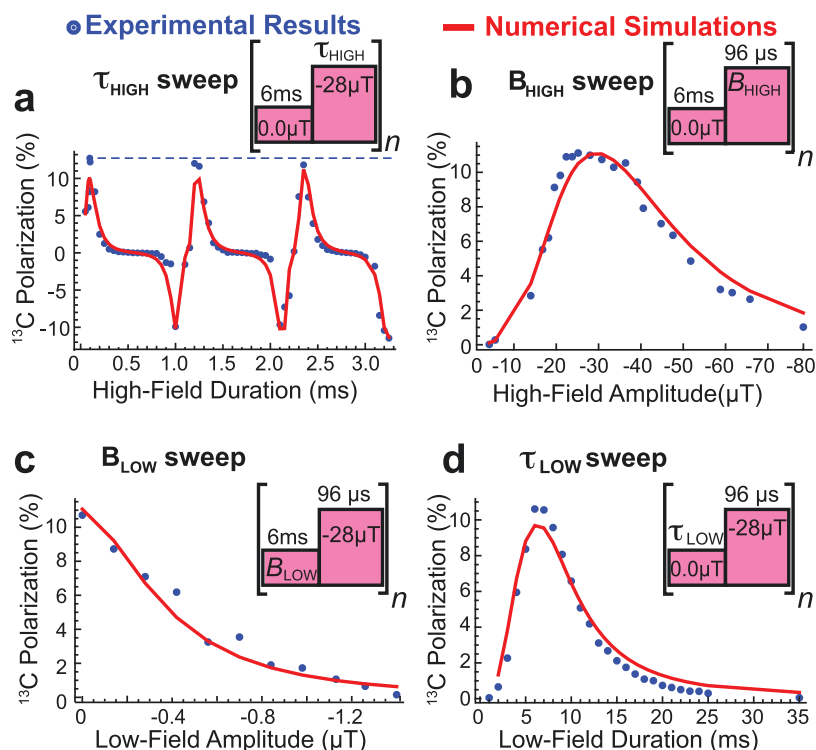 Experimental Results
Numerical Simulations
a
τHIGH sweep
τHIGH
6ms
-28µT
0.0µT
n
13C Polarization (%)
10
5
0
-5
-10
0
0.5
1.0
1.5
2.0
2.5
3.0
High-Field Duration (ms)
b
BHIGH sweep
96 µs
6ms
BHIGH
0.0µT
n
13C Polarization (%)
10
8
6
4
2
0
-10
-20
-30
-40
-50
-60
-70
-80
High-Field Amplitude(µT)
c
BLOW sweep
96 µs
6ms
-28µT
BLOW
n
13C Polarization (%)
10
8
6
4
2
0
0
-0.4
-0.8
-1.2
Low-Field Amplitude (µT)
d
τLOW sweep
96 µs
τLOW
-28µT
0.0µT
n
13C Polarization (%)
10
8
6
4
2
0
0
5
10
15
20
25
30
35
Low-Field Duration (ms)